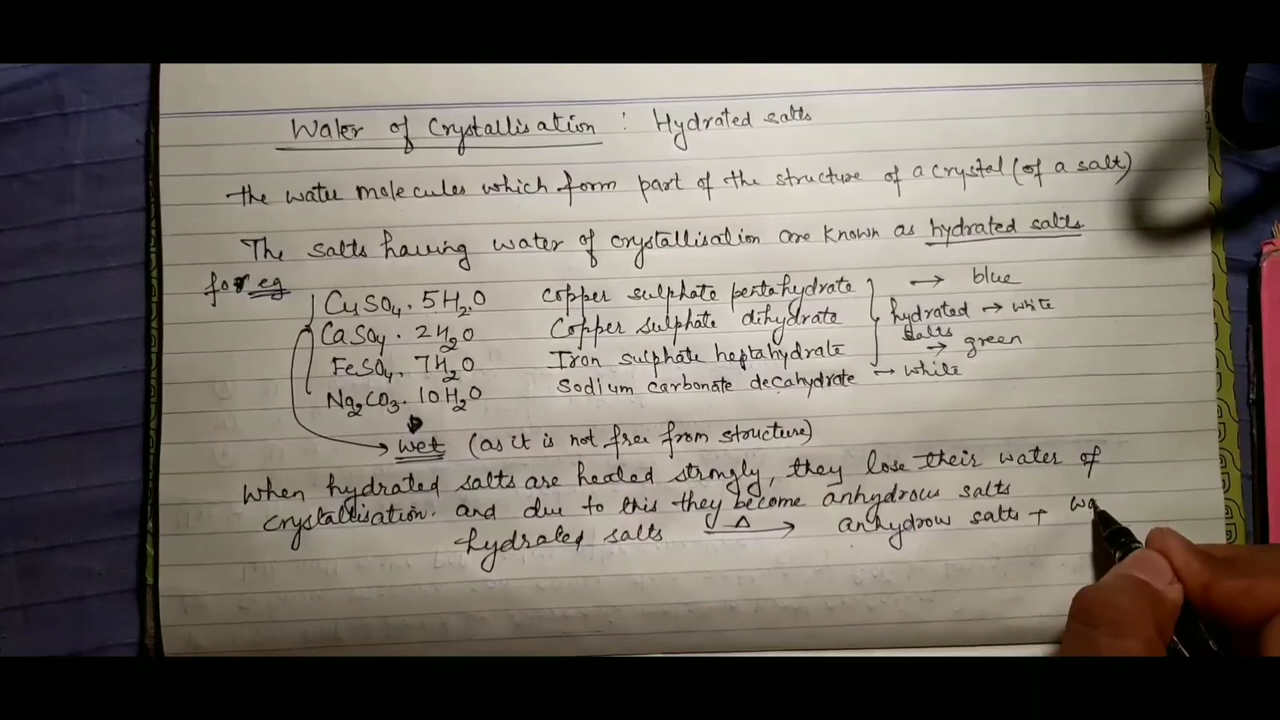 Water of Crystallisation : Hydrated salts
the water molecules which form part of the structure of a crystal (of a salt)
The salts having water of crystallisation are known as hydrated salts
for eg
CuSO4 . 5H2O copper sulphate pentahydrate → blue
CaSO4 . 2H2O Copper sulphate dihydrate hydrated salts → white
FeSO4 . 7H2O Iron sulphate heptahydrate → green
Na2CO3 . 10H2O Sodium carbonate decahydrate → white
→ wet (as it is not free from structure)
When hydrated salts are heated strongly, they lose their water of
crystallisation. and due to this they become anhydrous salts
hydrated salts Δ→ anhydrow salts + wa